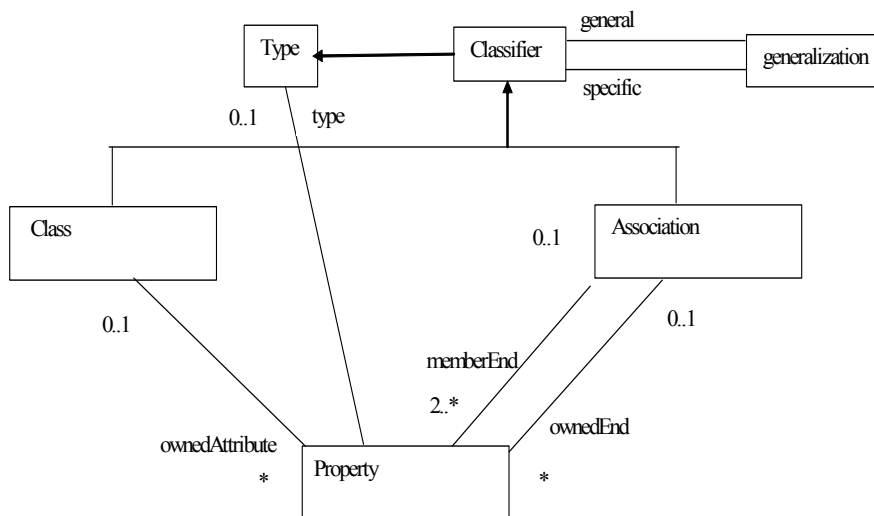 general
Type
Classifier
generalization
specific
0..1
type
Class
Association
0..1
0..1
0..1
memberEnd
2..*
ownedEnd
ownedAttribute
Property
*
*